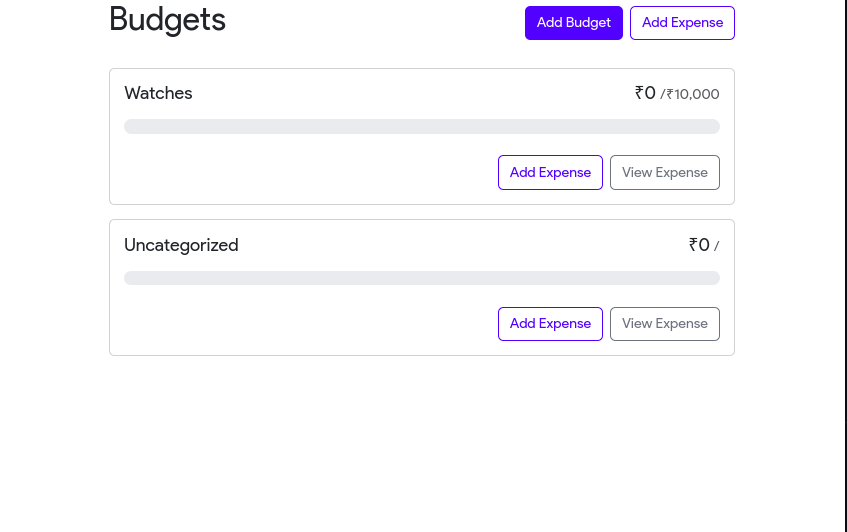 Budgets
Add Budget
Add Expense
Watches
₹0 /₹10,000
Add Expense
View Expense
Uncategorized
₹0 /
Add Expense
View Expense